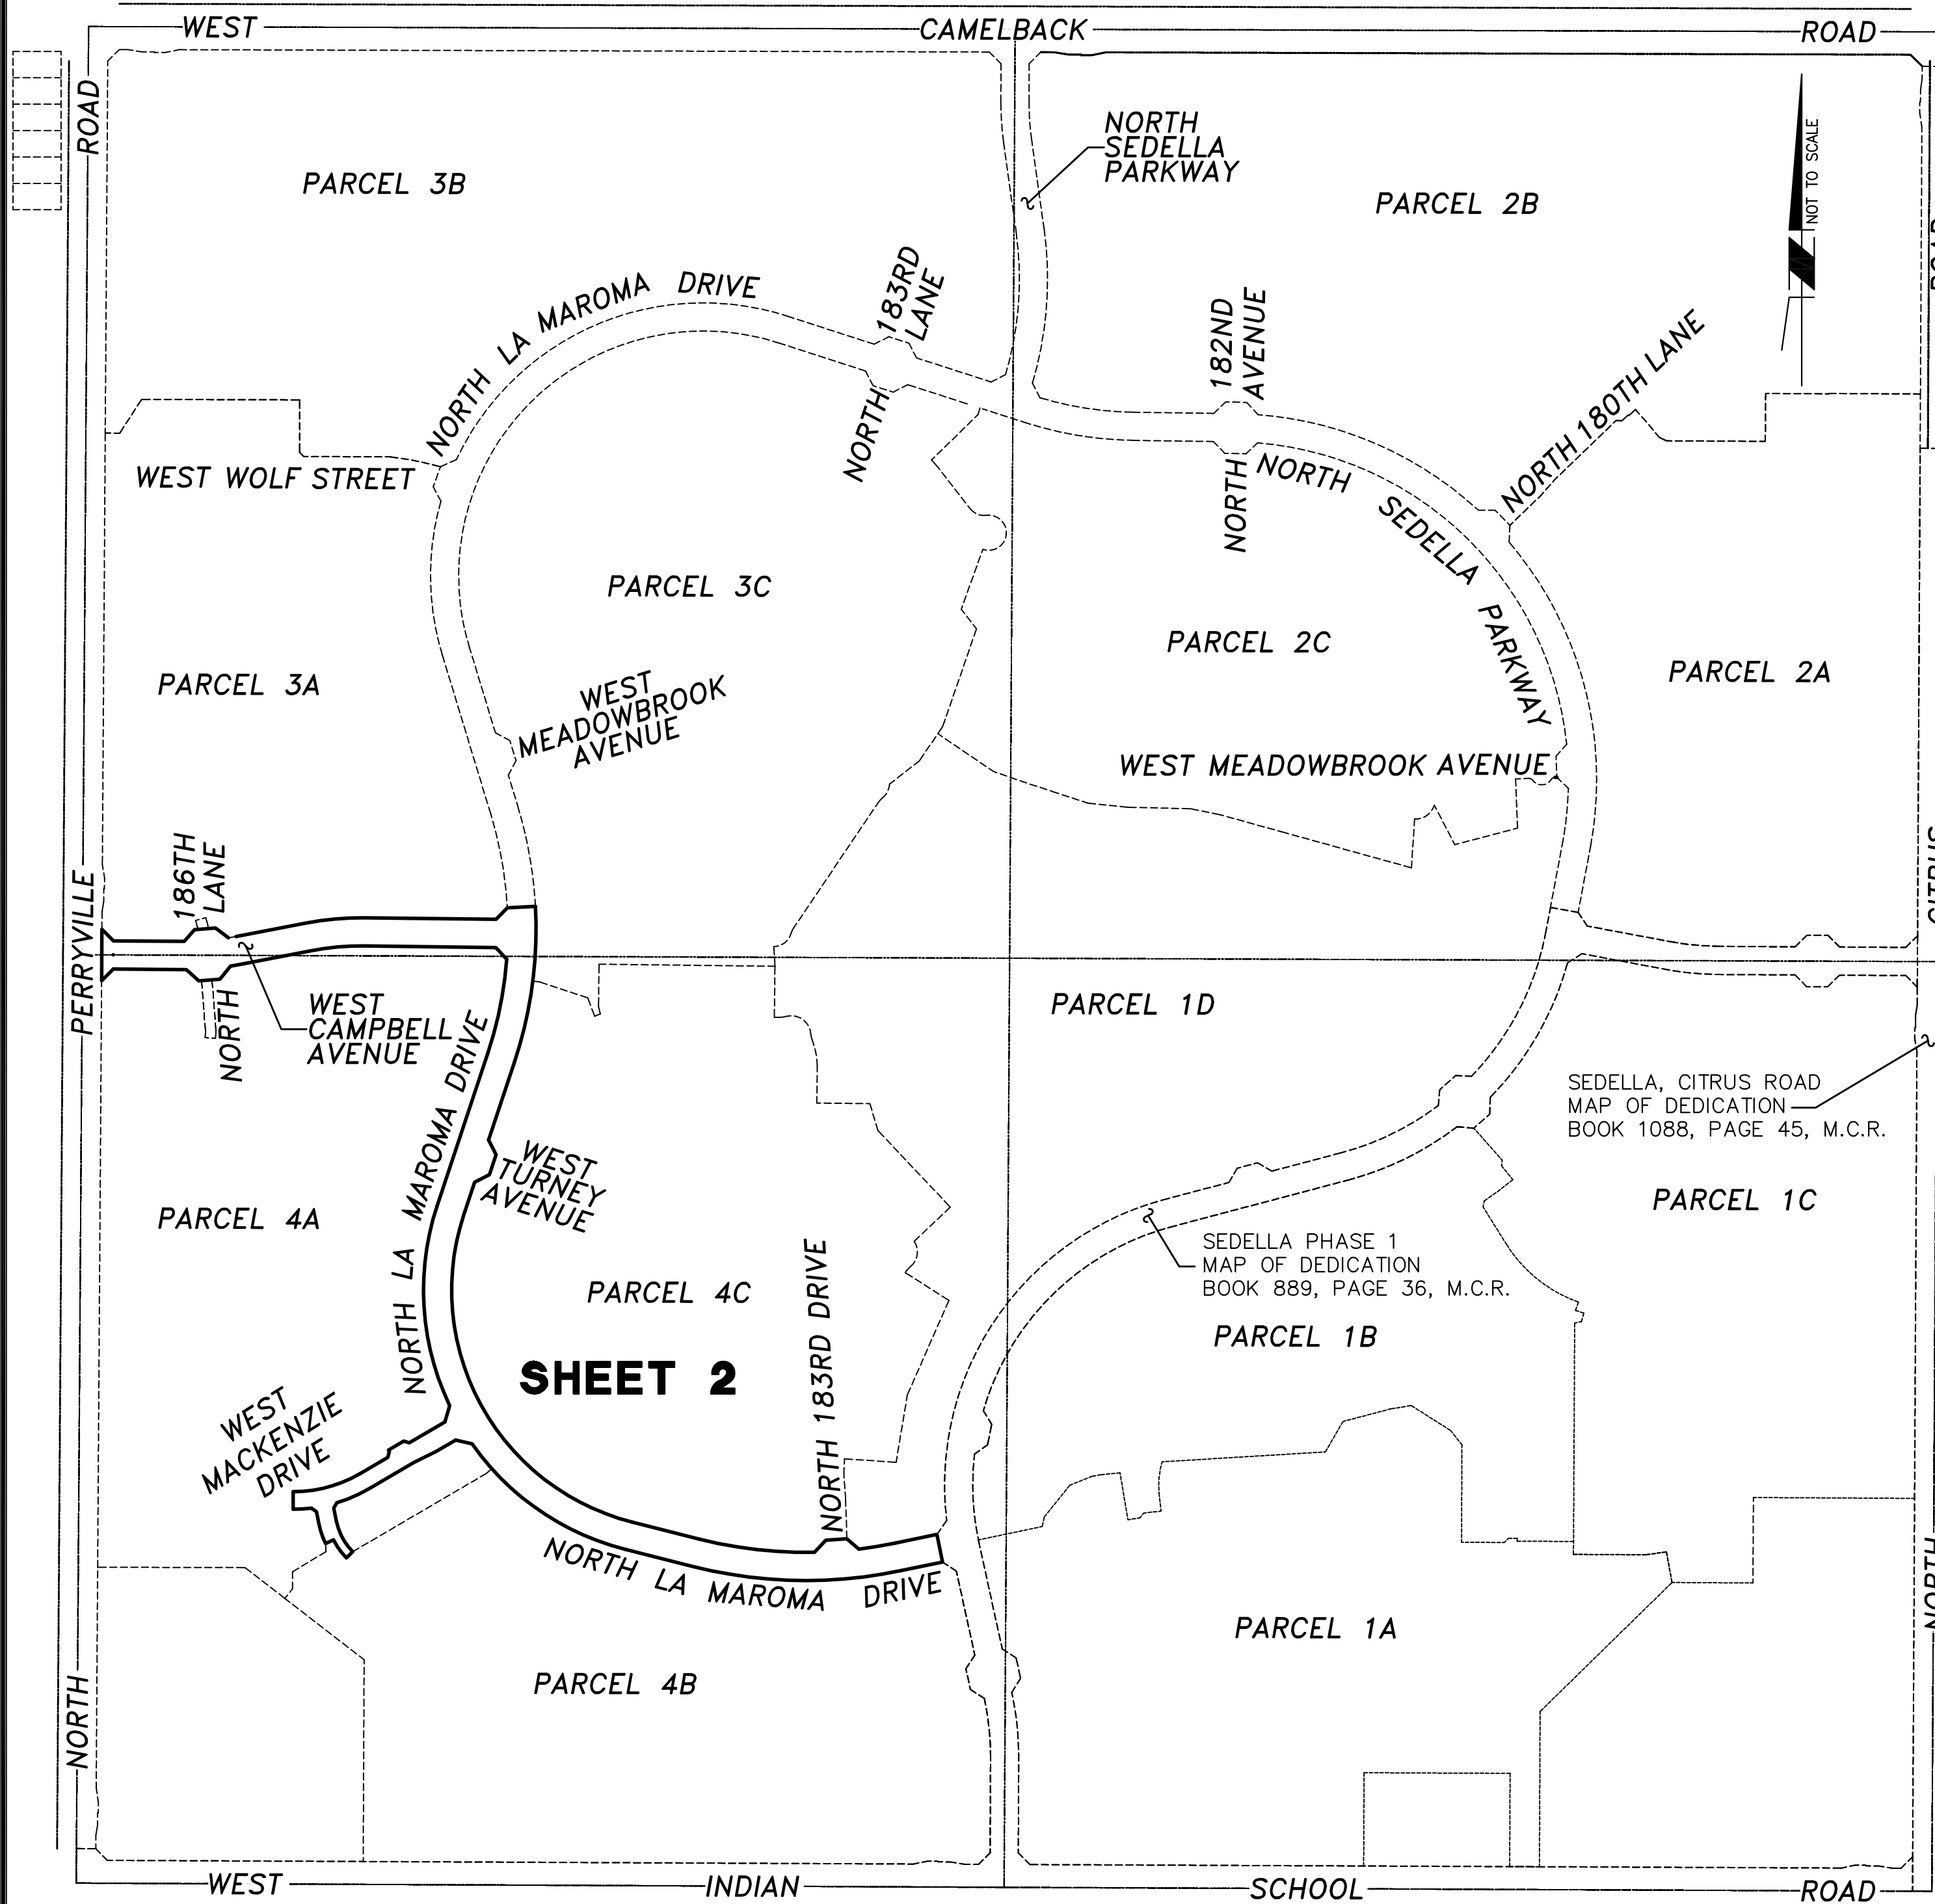 WEST CAMELBACK ROAD
ROAD
NORTH
SEDELLA
PARKWAY
PARCEL 3B
PARCEL 2B
NOT TO SCALE
ROAD
NORTH LA MAROMA DRIVE
183RD
LANE
NORTH
182ND
AVENUE
NORTH
NORTH 180TH LANE
WEST WOLF STREET
NORTH SEDELLA PARKWAY
PARCEL 3C
PARCEL 2C
PARCEL 3A
PARCEL 2A
WEST
MEADOWBROOK
AVENUE
WEST MEADOWBROOK AVENUE
186TH
LANE
NORTH
PERRYVILLE
CITRUS
WEST
CAMPBELL
AVENUE
PARCEL 1D
NORTH LA MAROMA DRIVE
SEDELLA, CITRUS ROAD
MAP OF DEDICATION
BOOK 1088, PAGE 45, M.C.R.
WEST
TURNEY
AVENUE
PARCEL 4A
PARCEL 1C
SEDELLA PHASE 1
MAP OF DEDICATION
BOOK 889, PAGE 36, M.C.R.
PARCEL 4C
NORTH 183RD DRIVE
PARCEL 1B
SHEET 2
WEST
MACKENZIE
DRIVE
NORTH LA MAROMA DRIVE
NORTH
PARCEL 1A
PARCEL 4B
NORTH
WEST INDIAN SCHOOL ROAD